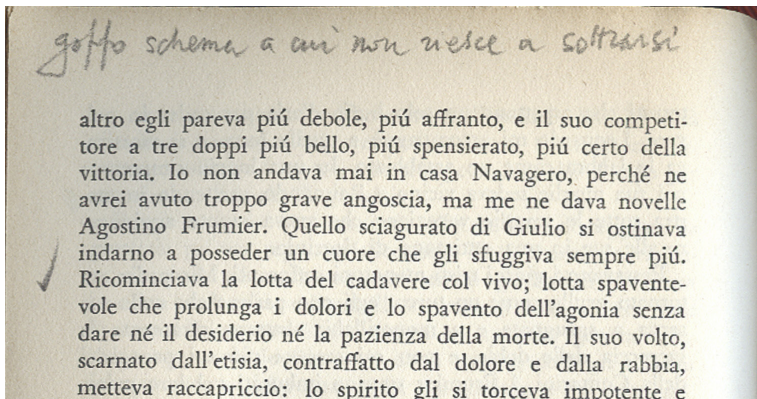 goffo schema a cui non riesce a sottrarsi
altro egli pareva piú debole, piú affranto, e il suo competi-
tore a tre doppi piú bello, piú spensierato, piú certo della
vittoria. Io non andava mai in casa Navagero, perché ne
avrei avuto troppo grave angoscia, ma me ne dava novelle
Agostino Frumier. Quello sciagurato di Giulio si ostinava
indarno a posseder un cuore che gli sfuggiva sempre piú.
Ricominciava la lotta del cadavere col vivo; lotta spavente-
vole che prolunga i dolori e lo spavento dell'agonia senza
dare né il desiderio né la pazienza della morte. Il suo volto,
scarnato dall'etisia, contraffatto dal dolore e dalla rabbia,
metteva raccapriccio: lo spirito gli si torceva impotente e